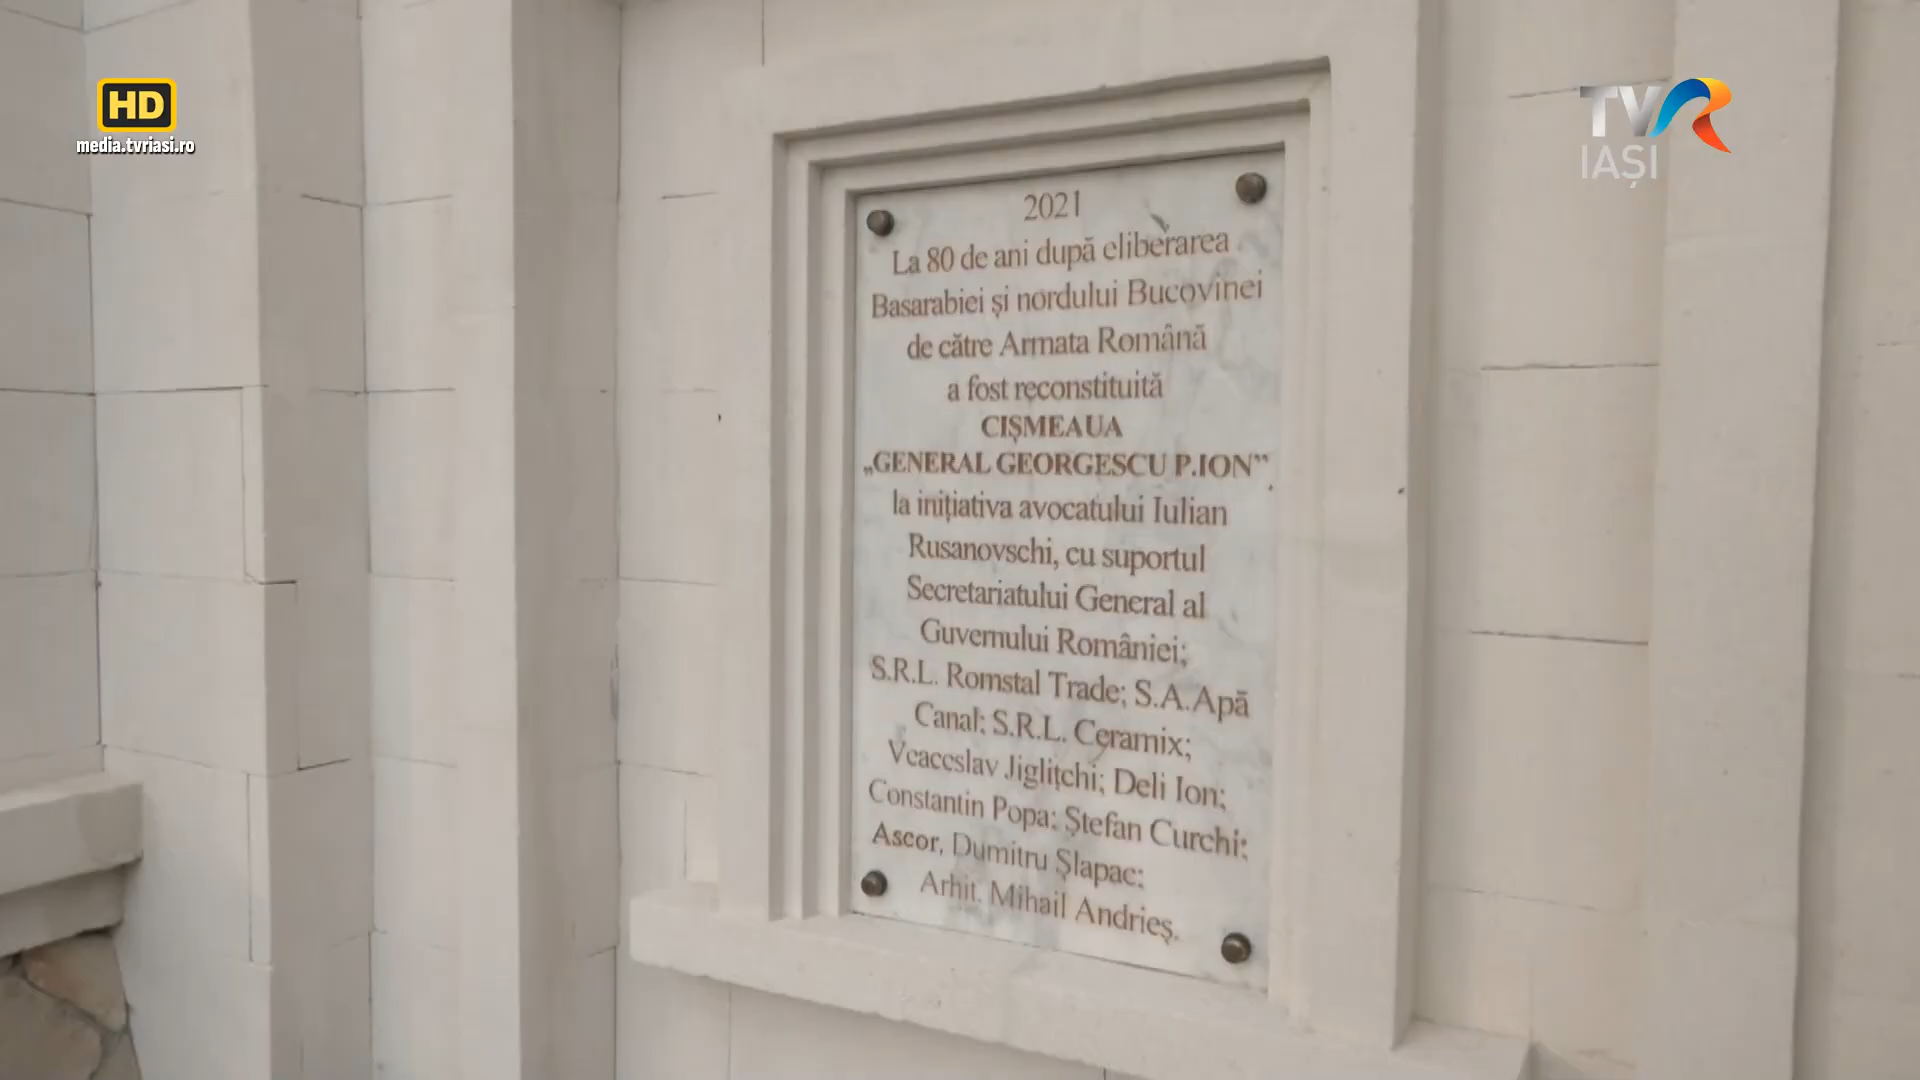 HD
media.tvriasi.ro
TVR
IAȘI
2021
La 80 de ani după eliberarea
Basarabiei și nordului Bucovinei
de către Armata Română
a fost reconstituită
CIȘMEAUA
„GENERAL GEORGESCU P.ION”
la inițiativa avocatului Iulian
Rusanovschi, cu suportul
Secretariatului General al
Guvernului României;
S.R.L. Romstal Trade; S.A.Apă
Canal; S.R.L. Ceramix;
Veaceslav Jiglițchi; Deli Ion;
Constantin Popa; Ștefan Curchi;
Ascor, Dumitru Șlapac;
Arhit. Mihail Andrieș.